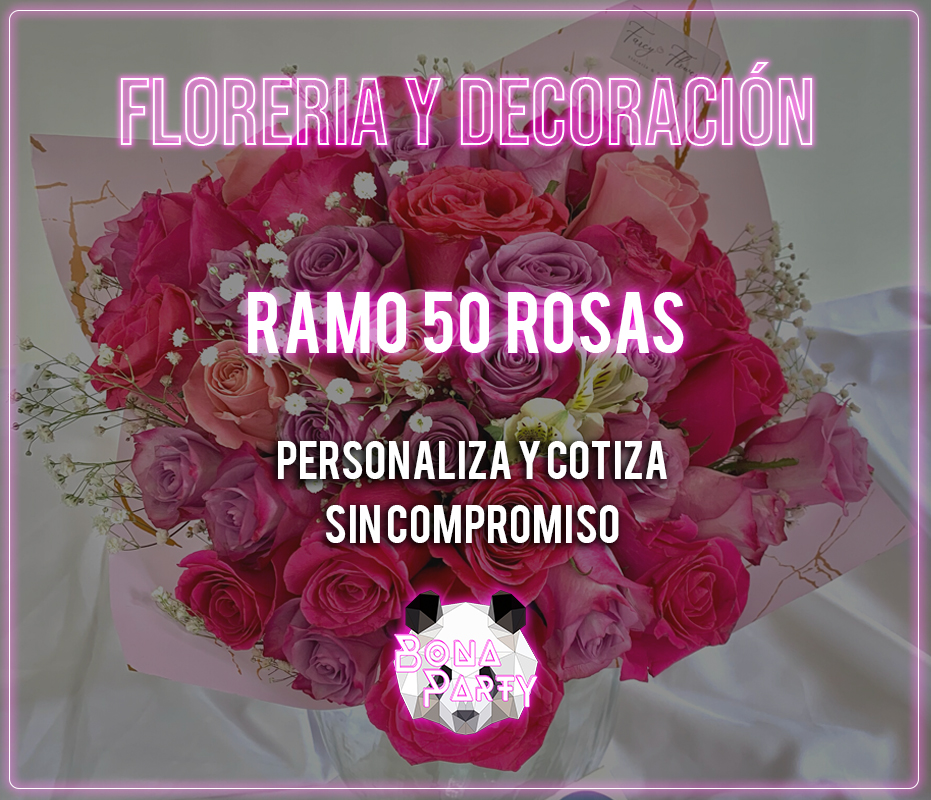 FLORERIA Y DECORACIÓN
RAMO 50 ROSAS
PERSONALIZA Y COTIZA
SIN COMPROMISO
BONA
PARTY